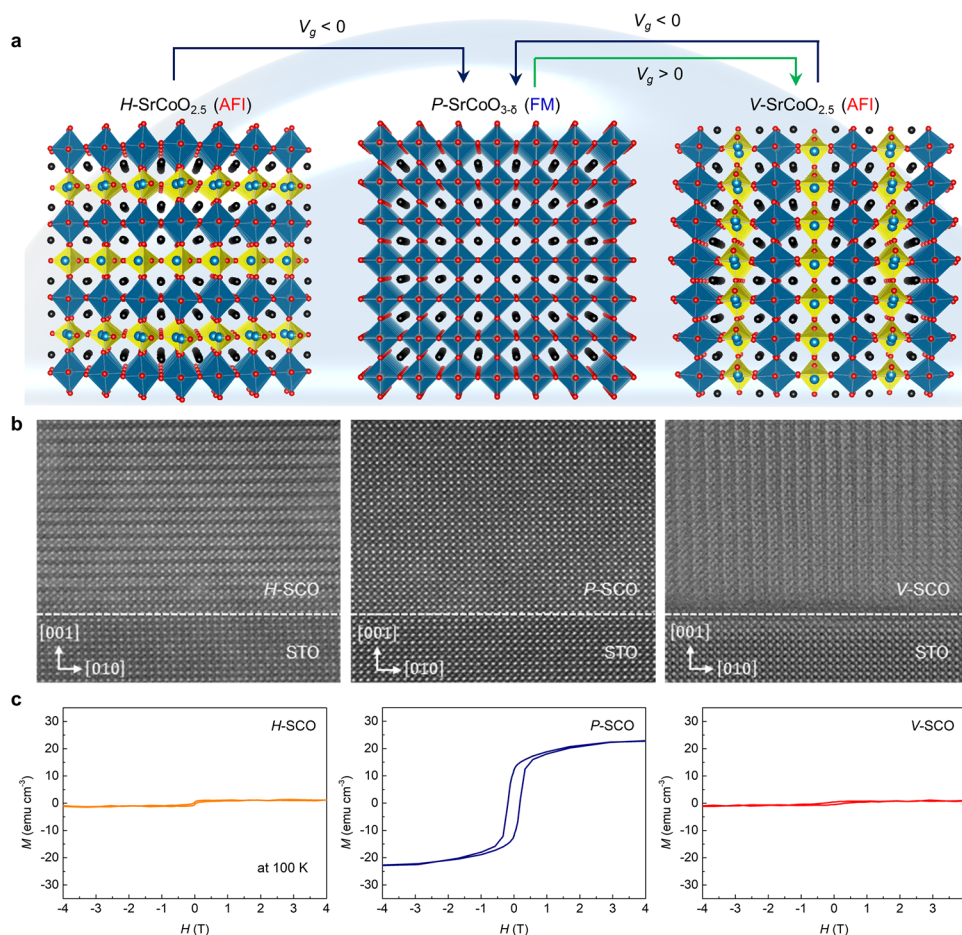 a
V_g < 0
V_g < 0
V_g > 0
H-SrCoO₂.₅ (AFI)
P-SrCoO₃₋δ (FM)
V-SrCoO₂.₅ (AFI)
b
H-SCO
[001]
STO
[010]
P-SCO
[001]
STO
[010]
V-SCO
[001]
STO
[010]
c
H-SCO
30
20
10
0
-10
-20
-30
M (emu cm⁻³)
at 100 K
-4 -3 -2 -1 0 1 2 3 4
H (T)
P-SCO
30
20
10
0
-10
-20
-30
M (emu cm⁻³)
-4 -3 -2 -1 0 1 2 3 4
H (T)
V-SCO
30
20
10
0
-10
-20
-30
M (emu cm⁻³)
-4 -3 -2 -1 0 1 2 3 4
H (T)